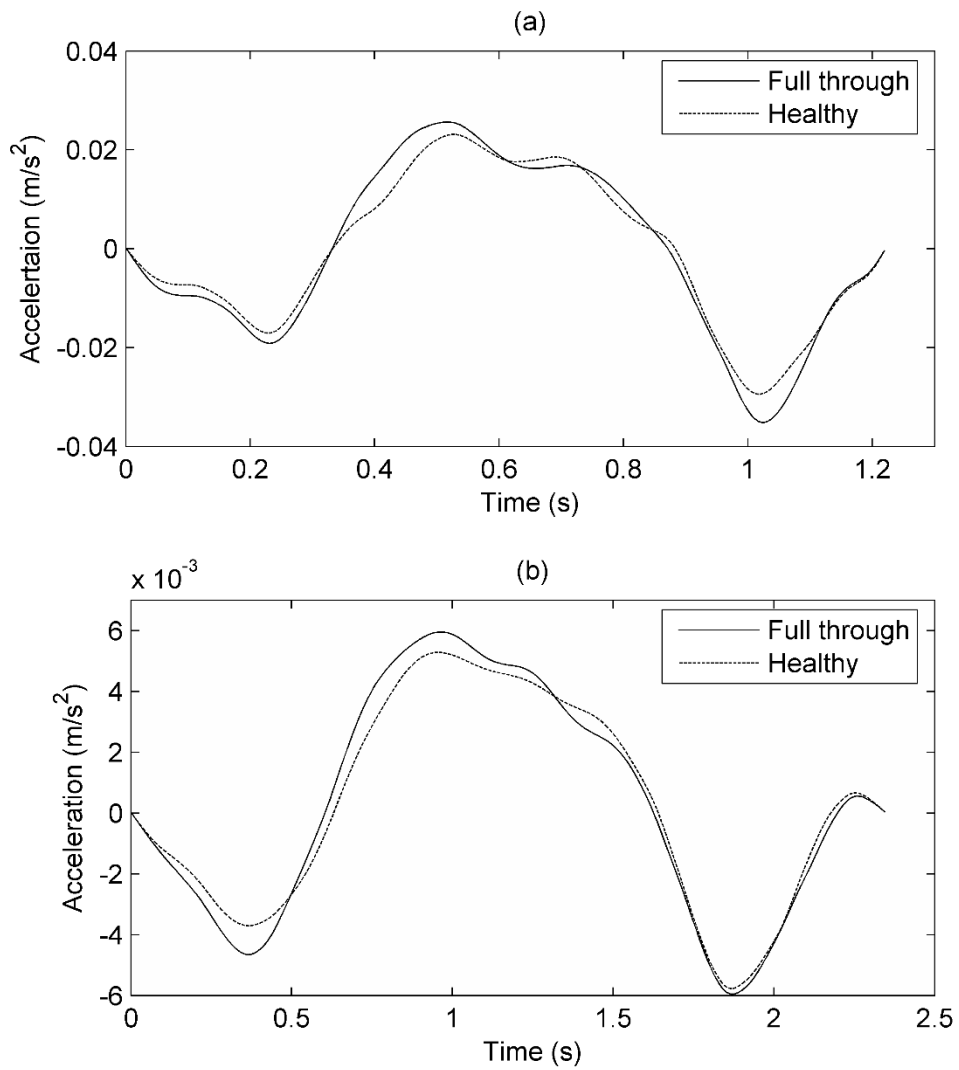 (a)
0.04
0.02
0
-0.02
-0.04
Accelertaion (m/s²)
Full through
Healthy
0 0.2 0.4 0.6 0.8 1 1.2
Time (s)
(b)
x 10⁻³
6
4
2
0
-2
-4
-6
Acceleration (m/s²)
Full through
Healthy
0 0.5 1 1.5 2 2.5
Time (s)